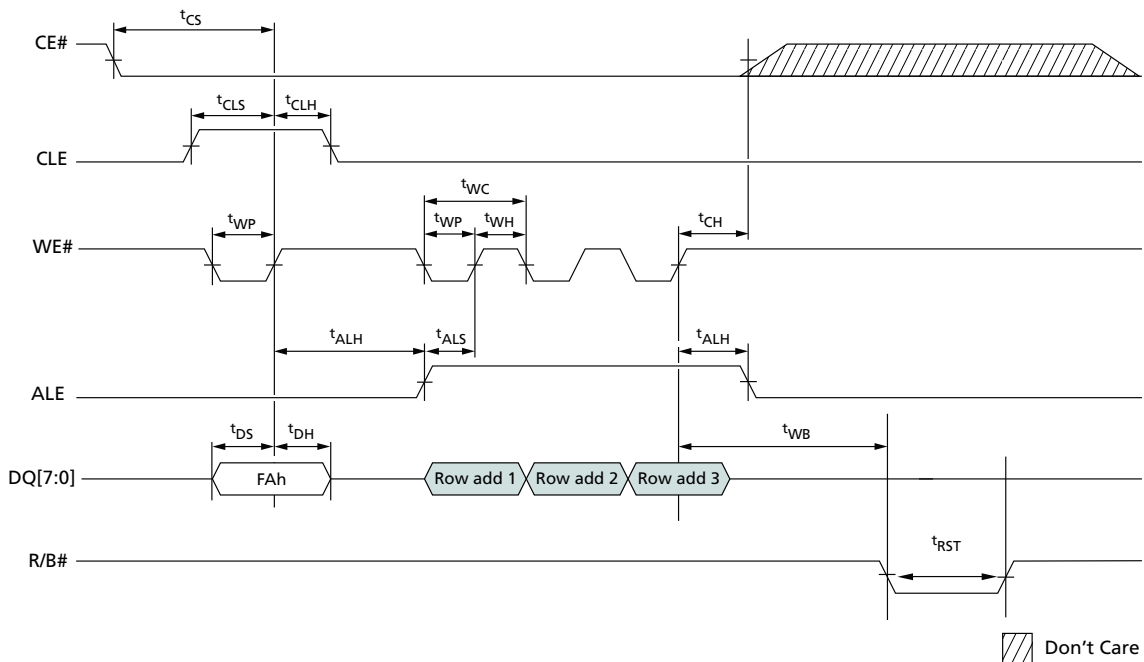 tCS
CE#
tCLS tCLH
CLE
tWC
tWP tWP tWH tCH
WE#
tALH tALS tALH
ALE
tDS tDH tWB
DQ[7:0] FAh Row add 1 Row add 2 Row add 3
tRST
R/B#
Don't Care